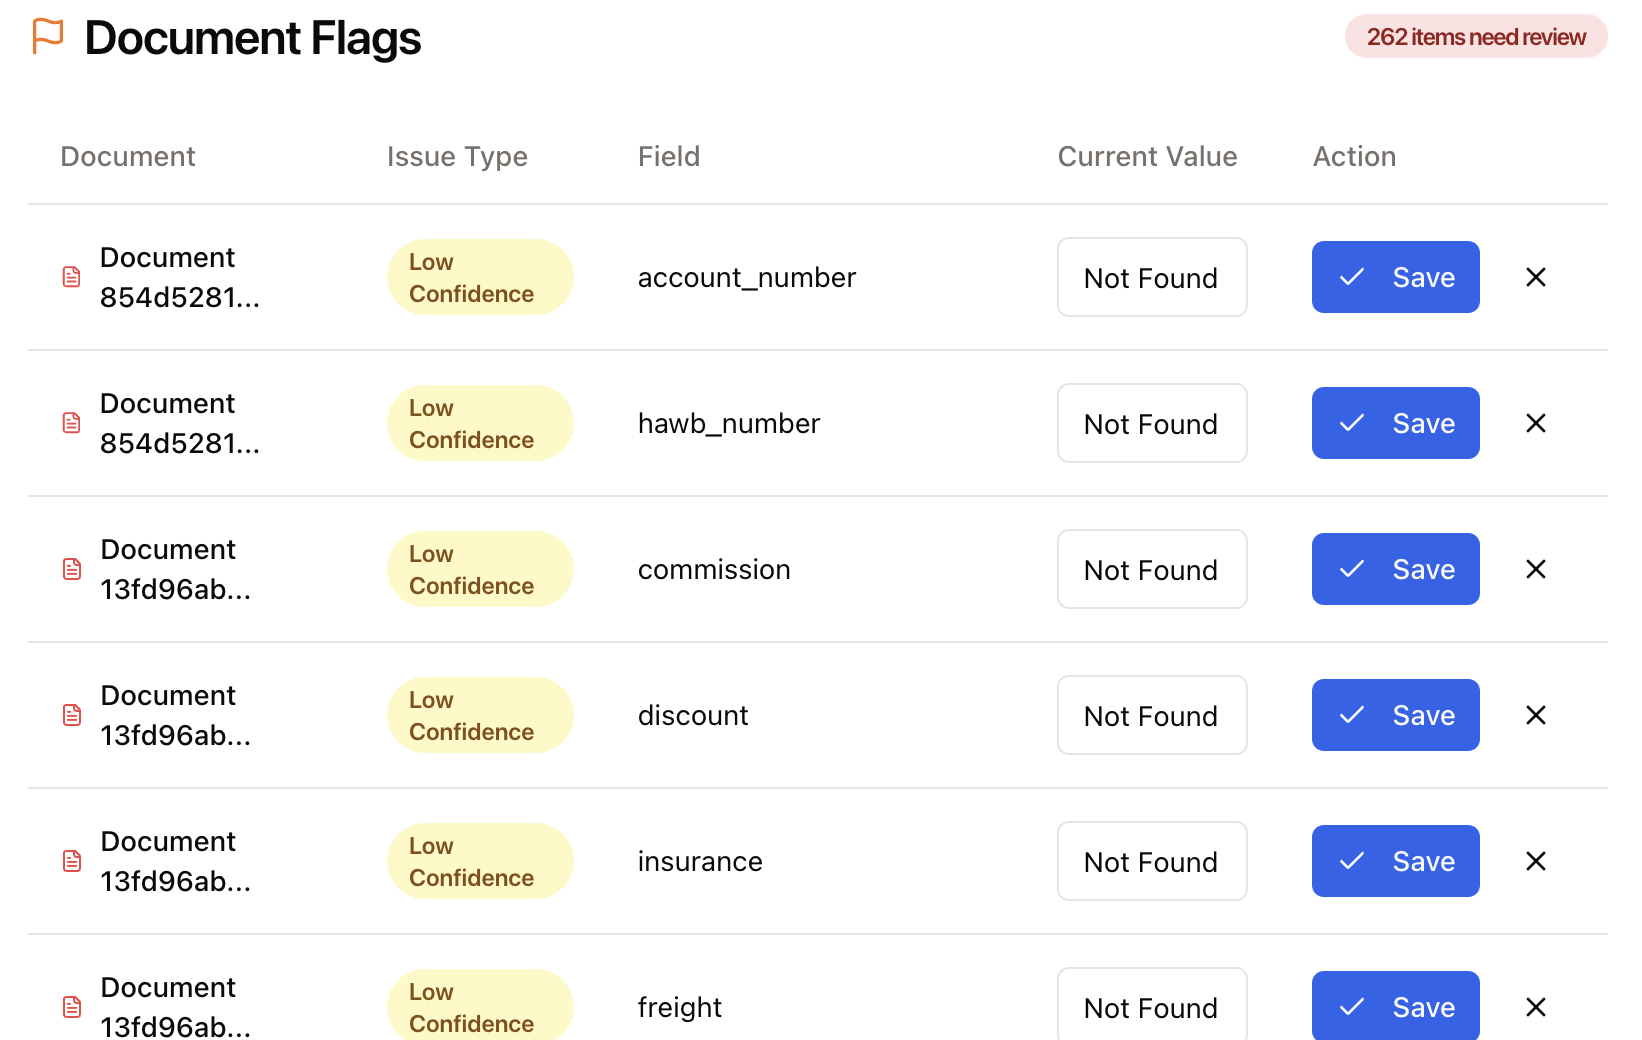 Document Flags
262 items need review
Document Issue Type Field Current Value Action
Document
854d5281...
Low
Confidence
account_number
Not Found
Save
Document
854d5281...
Low
Confidence
hawb_number
Not Found
Save
Document
13fd96ab...
Low
Confidence
commission
Not Found
Save
Document
13fd96ab...
Low
Confidence
discount
Not Found
Save
Document
13fd96ab...
Low
Confidence
insurance
Not Found
Save
Document
13fd96ab...
Low
Confidence
freight
Not Found
Save